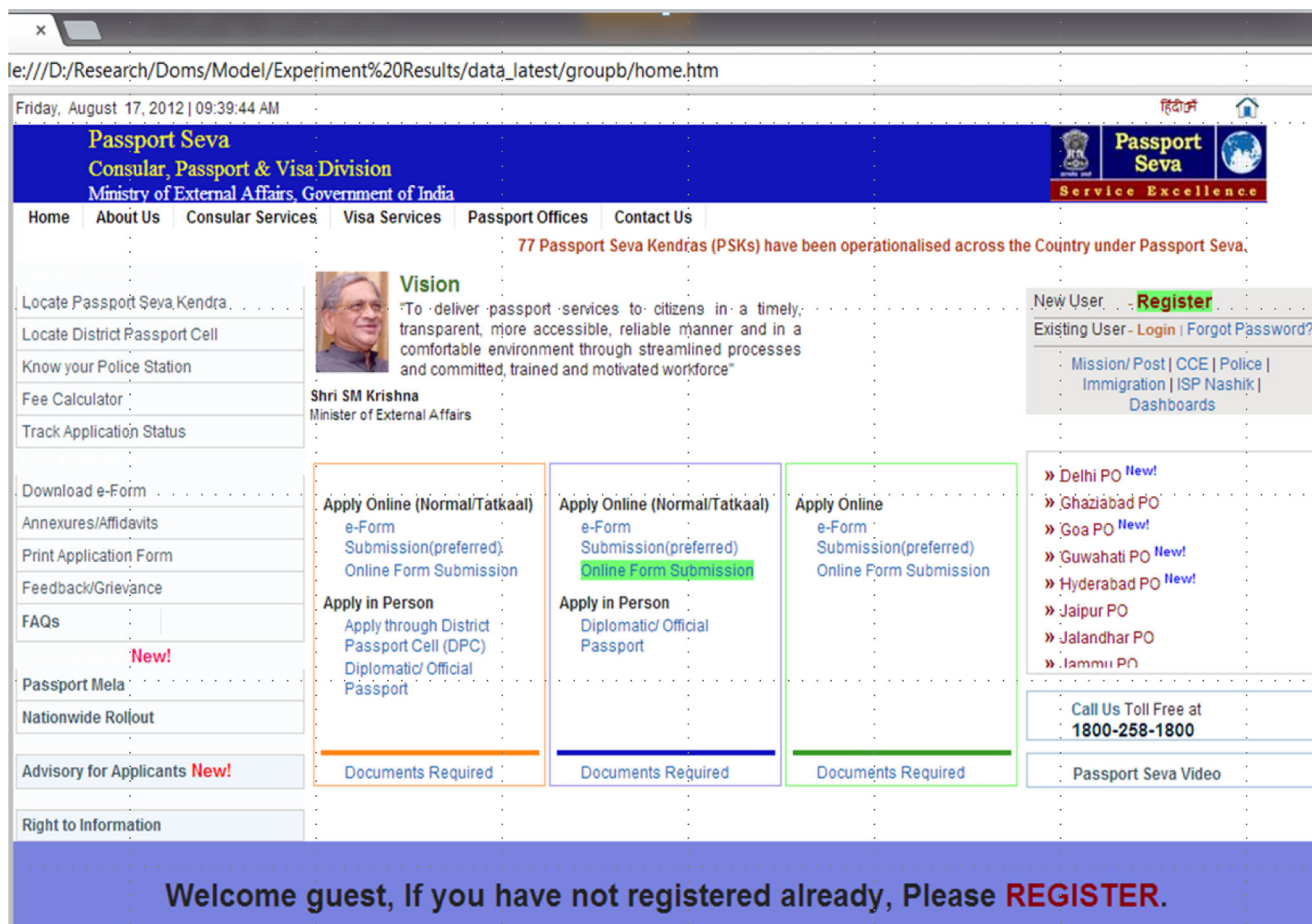 le:///D:/Research/Doms/Model/Experiment%20Results/data_latest/groupb/home.htm
Friday, August 17, 2012 | 09:39:44 AM
हिंदी में
Passport Seva
Consular, Passport & Visa Division
Ministry of External Affairs, Government of India
Passport
Seva
Service Excellence
Home About Us Consular Services Visa Services Passport Offices Contact Us
77 Passport Seva Kendras (PSKs) have been operationalised across the Country under Passport Seva.
Locate Passport Seva Kendra
Locate District Passport Cell
Know your Police Station
Fee Calculator
Track Application Status
Download e-Form
Annexures/Affidavits
Print Application Form
Feedback/Grievance
FAQs
New!
Passport Mela
Nationwide Rollout
Advisory for Applicants New!
Right to Information
Vision
"To deliver passport services to citizens in a timely,
transparent, more accessible, reliable manner and in a
comfortable environment through streamlined processes
and committed, trained and motivated workforce"
Shri SM Krishna
Minister of External Affairs
Apply Online (Normal/Tatkaal)
e-Form
Submission(preferred)
Online Form Submission
Apply in Person
Apply through District
Passport Cell (DPC)
Diplomatic/ Official
Passport
Documents Required
Apply Online (Normal/Tatkaal)
e-Form
Submission(preferred)
Online Form Submission
Apply in Person
Diplomatic/ Official
Passport
Documents Required
Apply Online
e-Form
Submission(preferred)
Online Form Submission
Documents Required
New User - Register
Existing User - Login | Forgot Password?
Mission/ Post | CCE | Police |
Immigration | ISP Nashik |
Dashboards
» Delhi PO New!
» Ghaziabad PO
» Goa PO New!
» Guwahati PO New!
» Hyderabad PO New!
» Jaipur PO
» Jalandhar PO
» Jammu PO
Call Us Toll Free at
1800-258-1800
Passport Seva Video
Welcome guest, If you have not registered already, Please REGISTER.